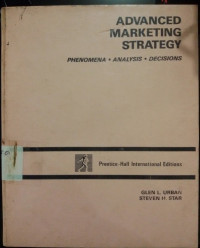 ADVANCED
MARKETING
STRATEGY
PHENOMENA • ANALYSIS • DECISIONS
Prentice-Hall International Editions
GLEN L. URBAN
STEVEN H. STAR